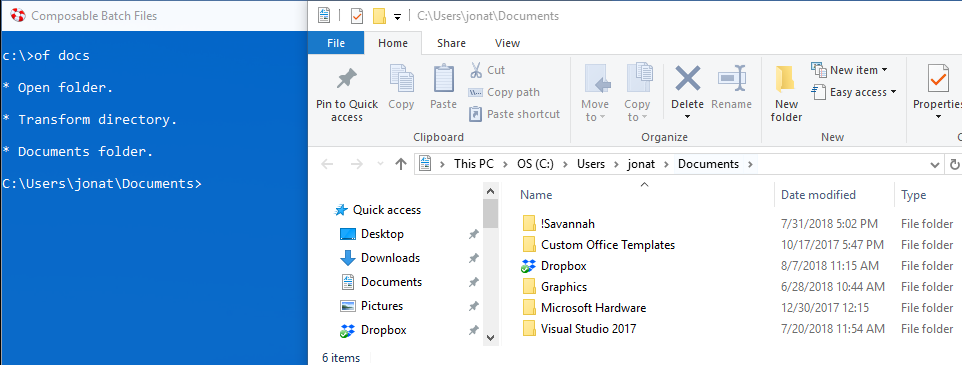 Composable Batch Files
c:\>of docs
* Open folder.
* Transform directory.
* Documents folder.
C:\Users\jonat\Documents>
C:\Users\jonat\Documents
File Home Share View
Pin to Quick access
Copy
Paste
Cut
Copy path
Paste shortcut
Clipboard
Move to
Copy to
Delete
Rename
Organize
New folder
New item
Easy access
Properties
This PC > OS (C:) > Users > jonat > Documents >
Name Date modified Type
Quick access
Desktop
Downloads
Documents
Pictures
Dropbox
!Savannah 7/31/2018 5:02 PM File folder
Custom Office Templates 10/17/2017 5:47 PM File folder
Dropbox 8/7/2018 11:15 AM File folder
Graphics 6/28/2018 10:44 AM File folder
Microsoft Hardware 12/30/2017 12:15 File folder
Visual Studio 2017 7/20/2018 11:54 AM File folder
6 items